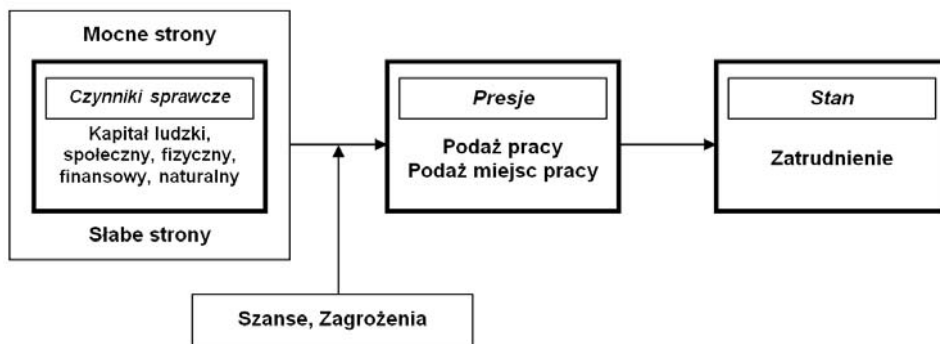 Mocne strony
Czynniki sprawcze
Kapitał ludzki,
społeczny, fizyczny,
finansowy, naturalny
Słabe strony
Presje
Podaż pracy
Podaż miejsc pracy
Stan
Zatrudnienie
Szanse, Zagrożenia